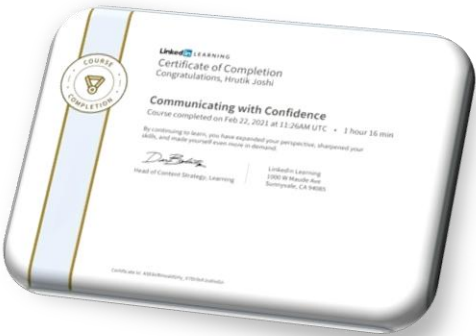 LinkedIn LEARNING
Certificate of Completion
Congratulations, Hrutik Joshi
COURSE
COMPLETION
Communicating with Confidence
Course completed on Feb 22, 2021 at 11:26AM UTC • 1 hour 16 min
By continuing to learn, you have expanded your perspective, sharpened your
skills, and made yourself even more in demand.
Head of Content Strategy, Learning
LinkedIn Learning
1000 W Maude Ave
Sunnyvale, CA 94085
Certificate Id: